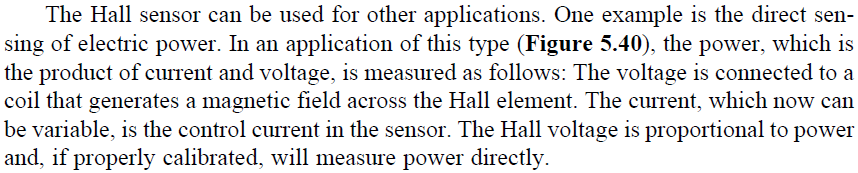 The Hall sensor can be used for other applications. One example is the direct sen-
sing of electric power. In an application of this type (Figure 5.40), the power, which is
the product of current and voltage, is measured as follows: The voltage is connected to a
coil that generates a magnetic field across the Hall element. The current, which now can
be variable, is the control current in the sensor. The Hall voltage is proportional to power
and, if properly calibrated, will measure power directly.